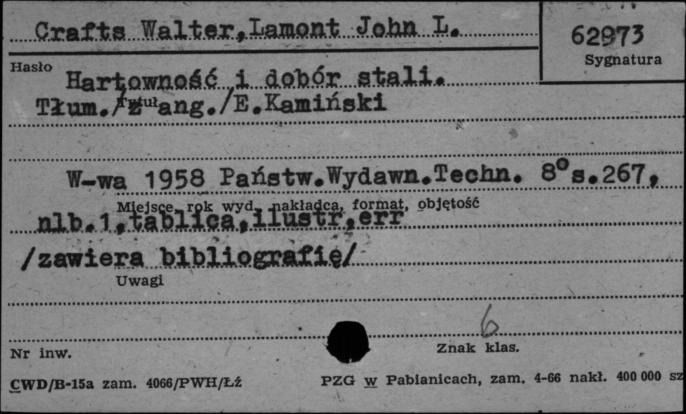 Crafts Walter,Lamont John L.
62973
Hasło
Sygnatura
Hartowność i dobór stali.
Tytuł
Tłum./z ang./E.Kamiński
W-wa 1958 Państw.Wydawn.Techn. 8° s.267,
Miejsce, rok wyd., nakładca, format, objętość
nlb.1,tablica,ilustr,err
/zawiera bibliografię/
Uwagi
6
Nr inw.
Znak klas.
CWD/B-15a zam. 4066/PWH/Łź
PZG w Pabianicach, zam. 4-66 nakł. 400 000 sz